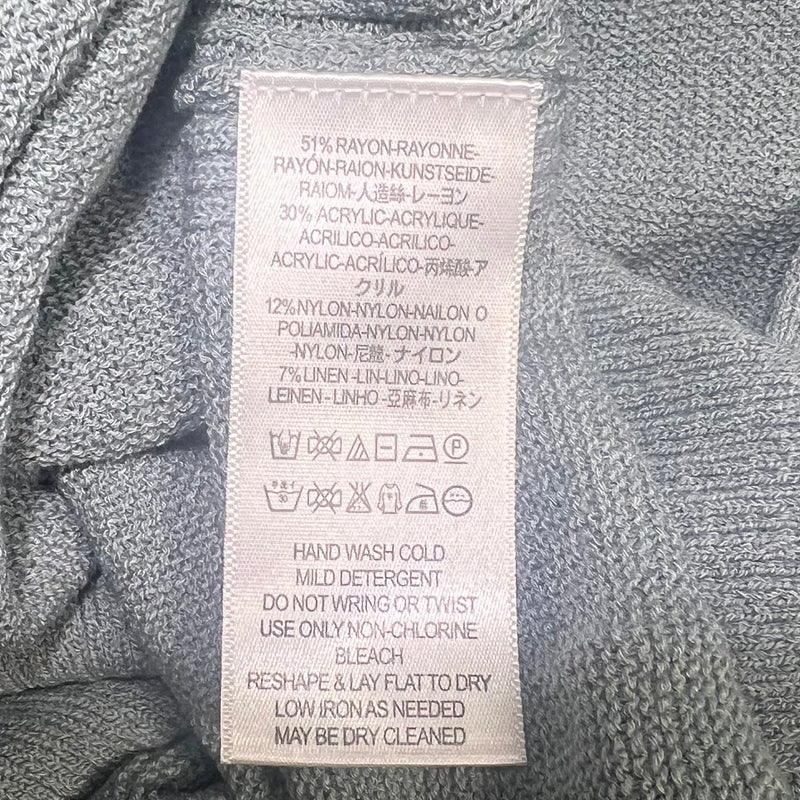 51% RAYON-RAYONNE-
RAYÓN-RAION-KUNSTSEIDE-
RAIOM-人造絲-レーヨン
30% ACRYLIC-ACRYLIQUE-
ACRILICO-ACRILICO-
ACRYLIC-ACRÍLICO-丙烯酸-ア
クリル
12%NYLON-NYLON-NAILON O
POLIAMIDA-NYLON-NYLON
-NYLON-尼龍-ナイロン
7% LINEN -LIN-LINO-LINO-
LEINEN - LINHO -亞麻布-リネン
P
手洗イ
30
HAND WASH COLD
MILD DETERGENT
DO NOT WRING OR TWIST
USE ONLY NON-CHLORINE
BLEACH
RESHAPE & LAY FLAT TO DRY
LOW IRON AS NEEDED
MAY BE DRY CLEANED